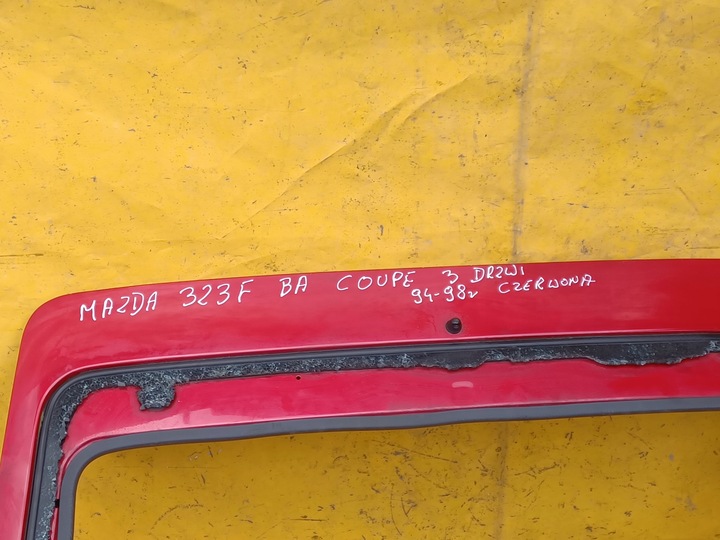 MAZDA 323F BA COUPE 3 DRZWI
94-98r CZERWONA